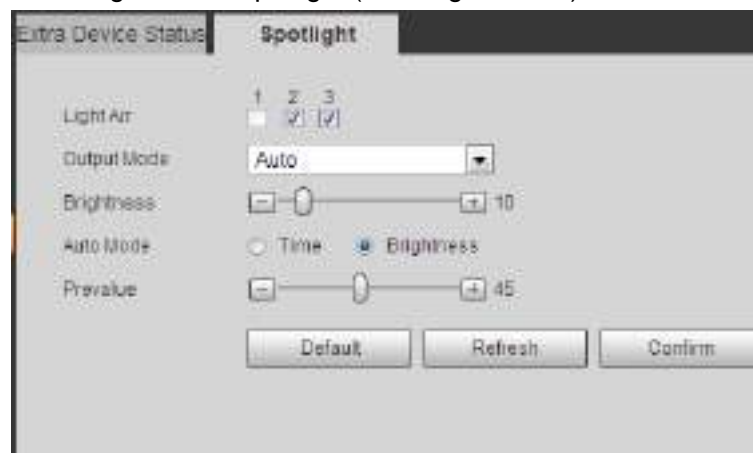 Extra Device Status
Spotlight
1 2 3
Light Arr
Output Mode Auto
Brightness 10
Auto Mode Time Brightness
Prevalue 45
Default Refresh Confirm